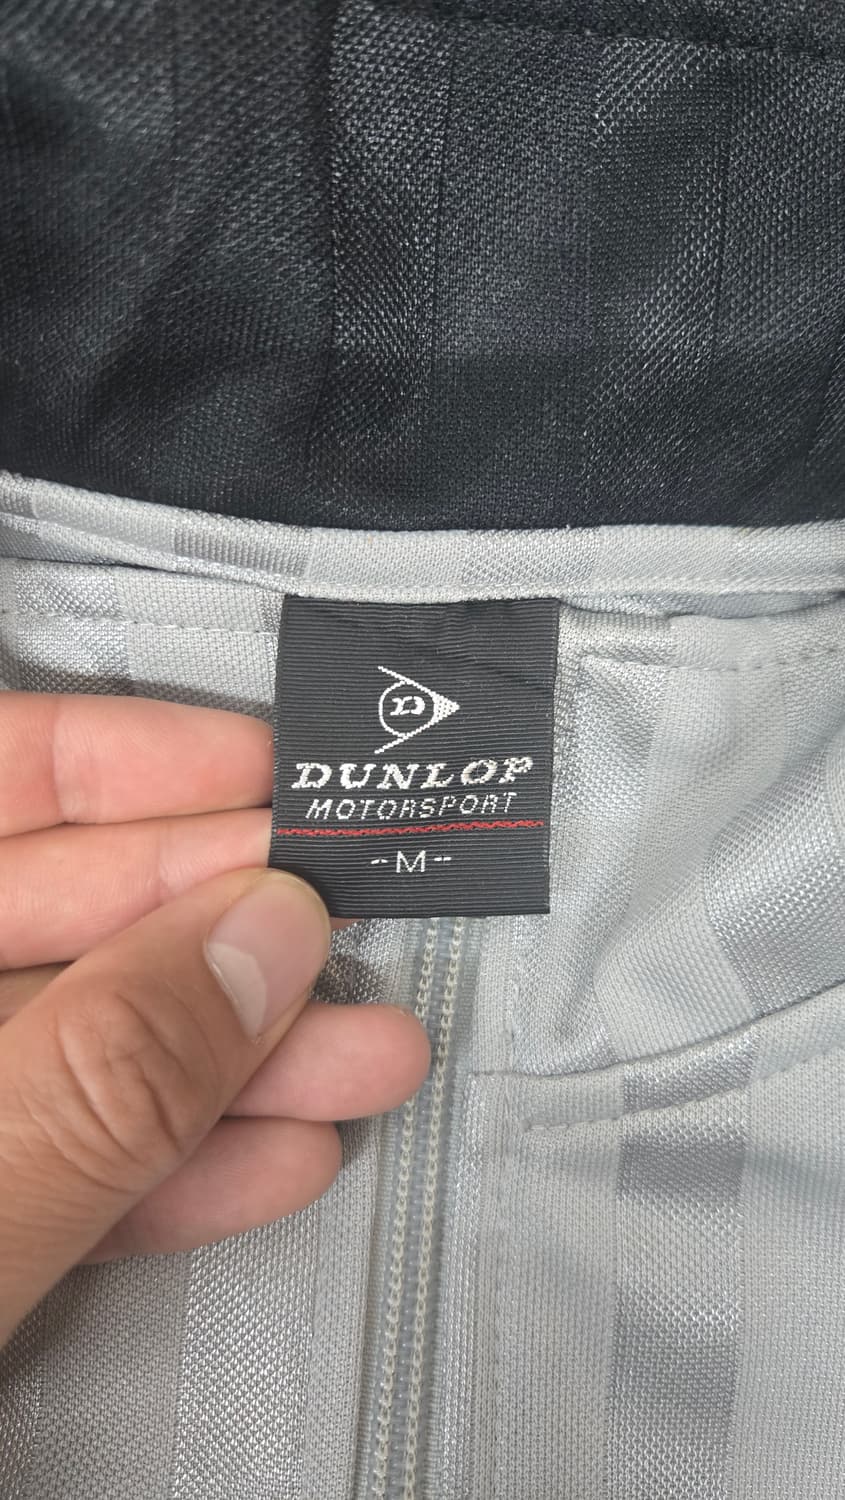 D
DUNLOP
MOTORSPORT
--M--